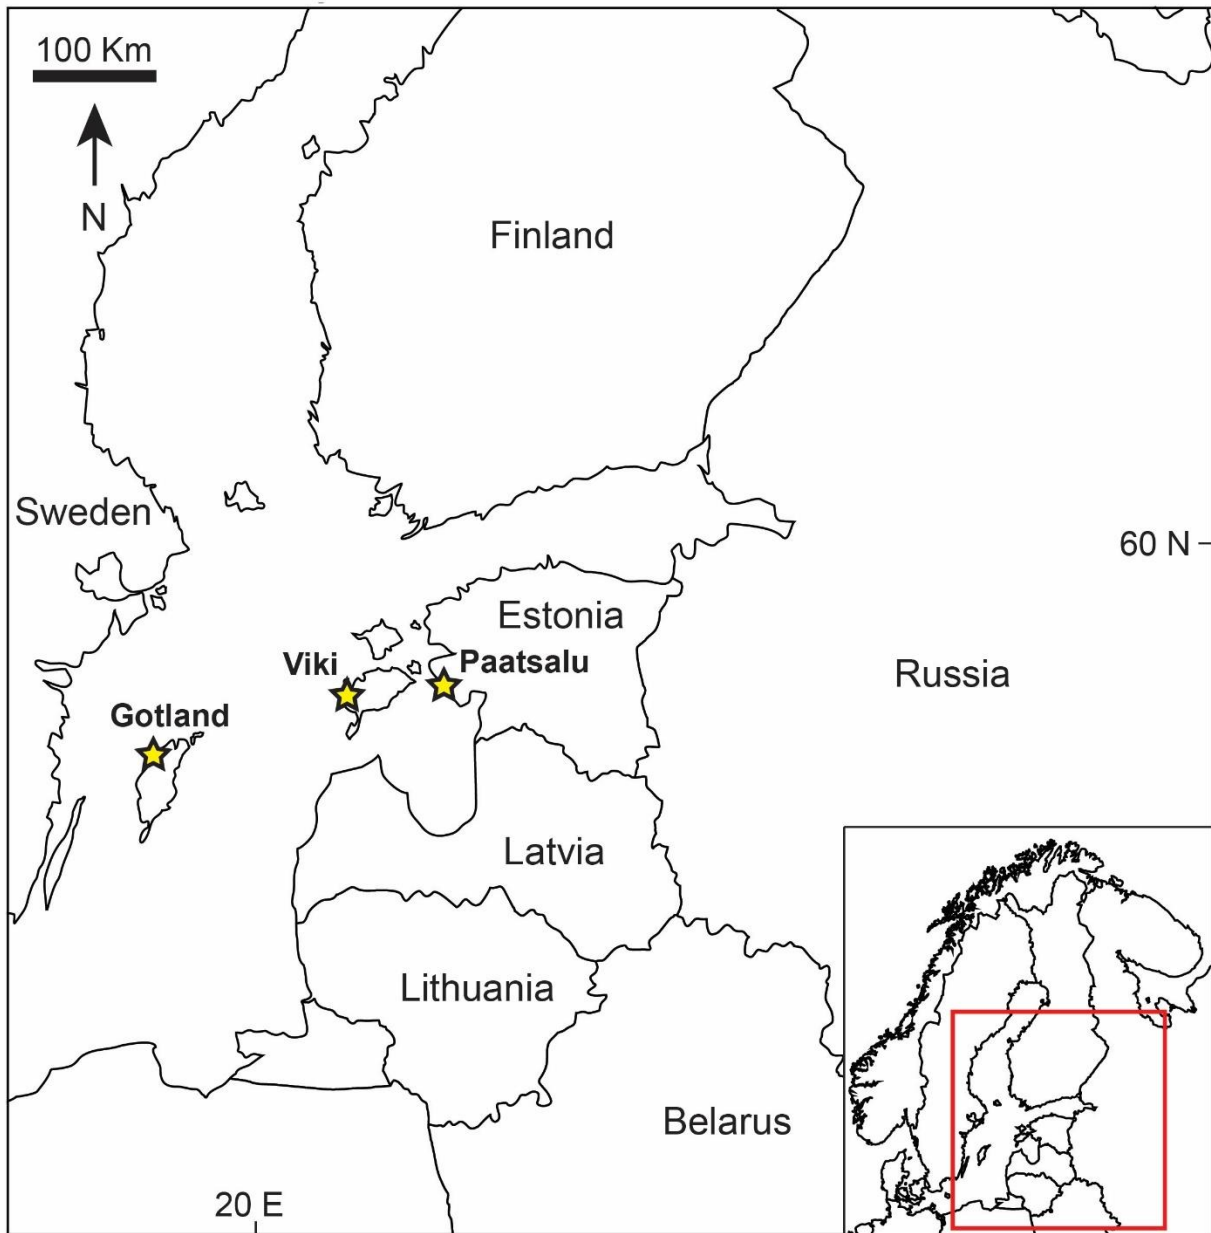 100 Km
N
Finland
Sweden
60 N
Estonia
Viki
Paatsalu
Russia
Gotland
Latvia
Lithuania
Belarus
20 E